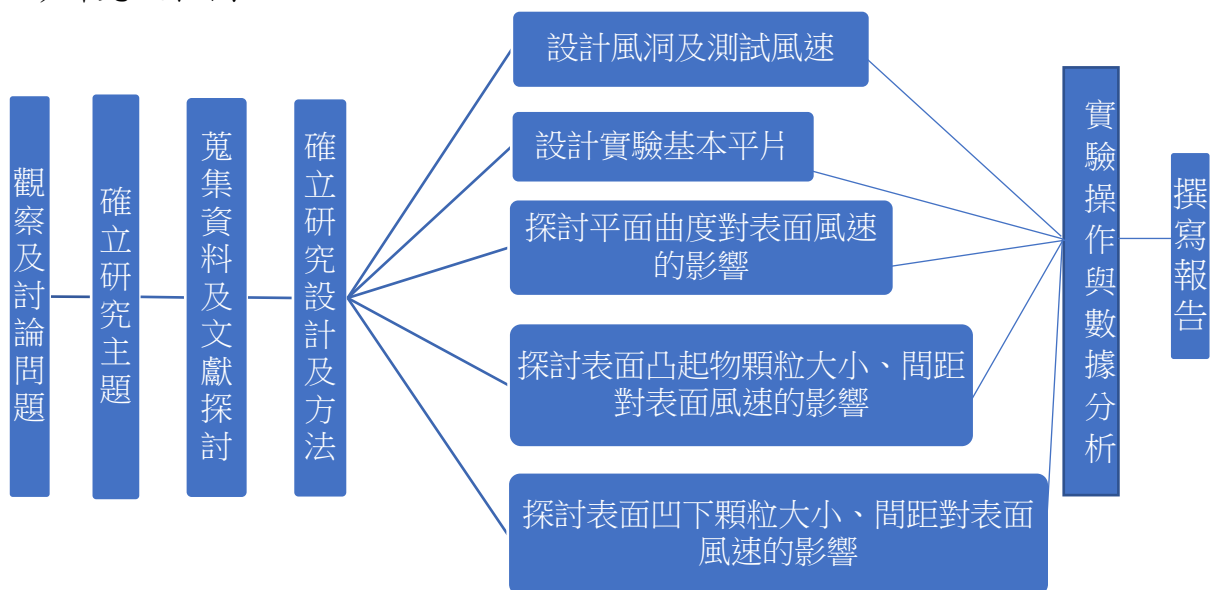 觀察及討論問題
確立研究主題
蒐集資料及文獻探討
確立研究設計及方法
設計風洞及測試風速
設計實驗基本平片
探討平面曲度對表面風速
的影響
探討表面凸起物顆粒大小、間距
對表面風速的影響
探討表面凹下顆粒大小、間距對表面
風速的影響
實驗操作與數據分析
撰寫報告